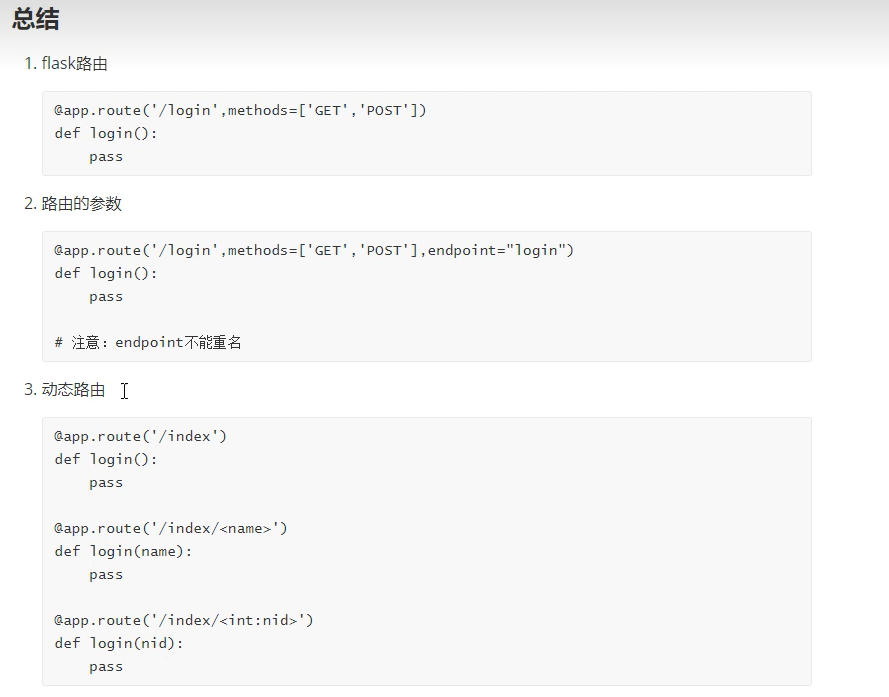 总结
1. flask路由
@app.route('/login',methods=['GET','POST'])
def login():
    pass
2. 路由的参数
@app.route('/login',methods=['GET','POST'],endpoint="login")
def login():
    pass
# 注意：endpoint不能重名
3. 动态路由
@app.route('/index')
def login():
    pass
@app.route('/index/<name>')
def login(name):
    pass
@app.route('/index/<int:nid>')
def login(nid):
    pass